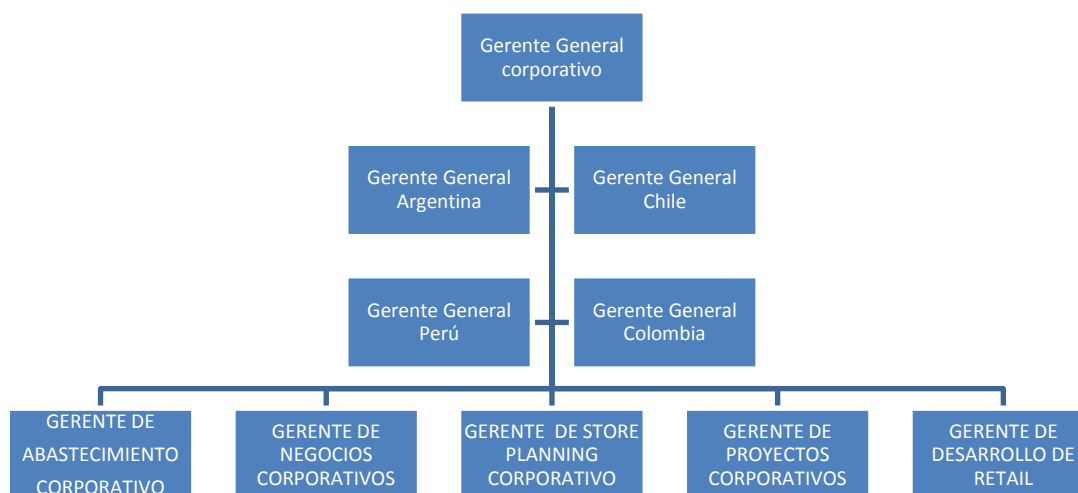 Gerente General
corporativo
Gerente General
Argentina
Gerente General
Chile
Gerente General
Perú
Gerente General
Colombia
GERENTE DE
ABASTECIMIENTO
CORPORATIVO
GERENTE DE
NEGOCIOS
CORPORATIVOS
GERENTE DE STORE
PLANNING
CORPORATIVO
GERENTE DE
PROYECTOS
CORPORATIVOS
GERENTE DE
DESARROLLO DE
RETAIL